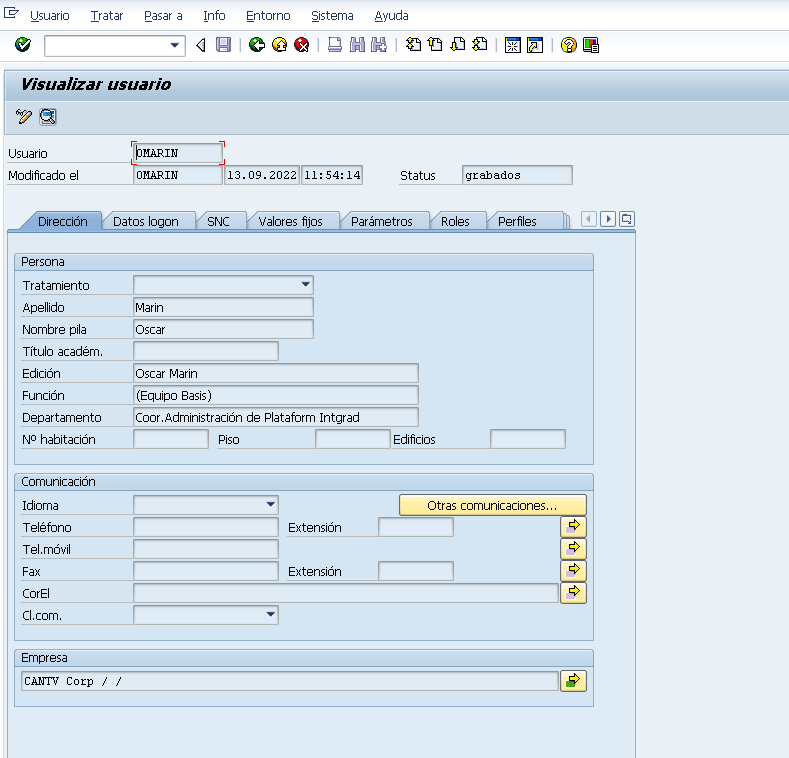 Usuario Tratar Pasar a Info Entorno Sistema Ayuda
Visualizar usuario
Usuario OMARIN
Modificado el OMARIN 13.09.2022 11:54:14 Status grabados
Dirección Datos logon SNC Valores fijos Parámetros Roles Perfiles
Persona
Tratamiento
Apellido Marin
Nombre pila Oscar
Título académ.
Edición Oscar Marin
Función (Equipo Basis)
Departamento Coor.Administración de Plataform Intgrad
Nº habitación Piso Edificios
Comunicación
Idioma Otras comunicaciones...
Teléfono Extensión
Tel.móvil
Fax Extensión
CorEl
Cl.com.
Empresa
CANTV Corp / /